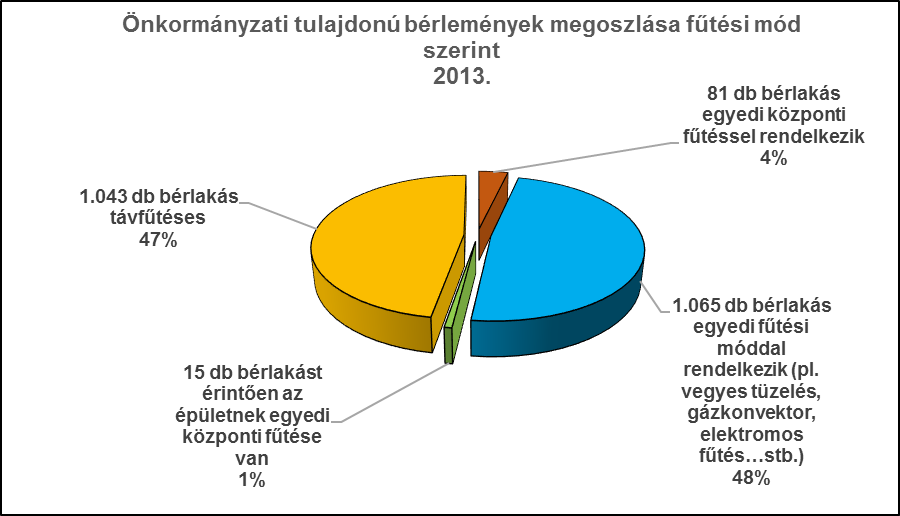 Önkormányzati tulajdonú bérlemények megoszlása fűtési mód
szerint
2013.
81 db bérlakás
egyedi központi
fűtéssel rendelkezik
4%
1.043 db bérlakás
távfűtéses
47%
1.065 db bérlakás
egyedi fűtési
móddal
rendelkezik (pl.
vegyes tüzelés,
gázkonvektor,
elektromos
fűtés…stb.)
48%
15 db bérlakást
érintően az
épületnek egyedi
központi fűtése
van
1%